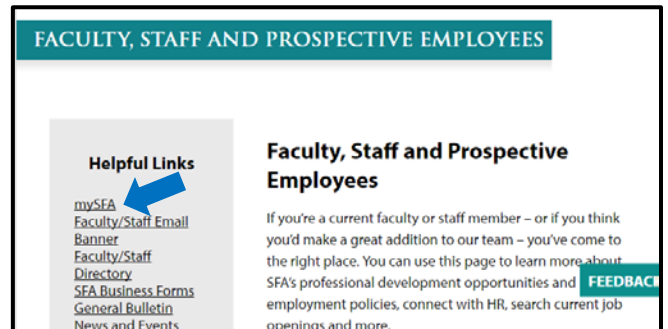 FACULTY, STAFF AND PROSPECTIVE EMPLOYEES
Helpful Links
mySFA
Faculty/Staff Email
Banner
Faculty/Staff
Directory
SFA Business Forms
General Bulletin
News and Events
Faculty, Staff and Prospective
Employees
If you're a current faculty or staff member – or if you think
you'd make a great addition to our team – you've come to
the right place. You can use this page to learn more about
SFA's professional development opportunities and
employment policies, connect with HR, search current job
openings and more.
FEEDBACK